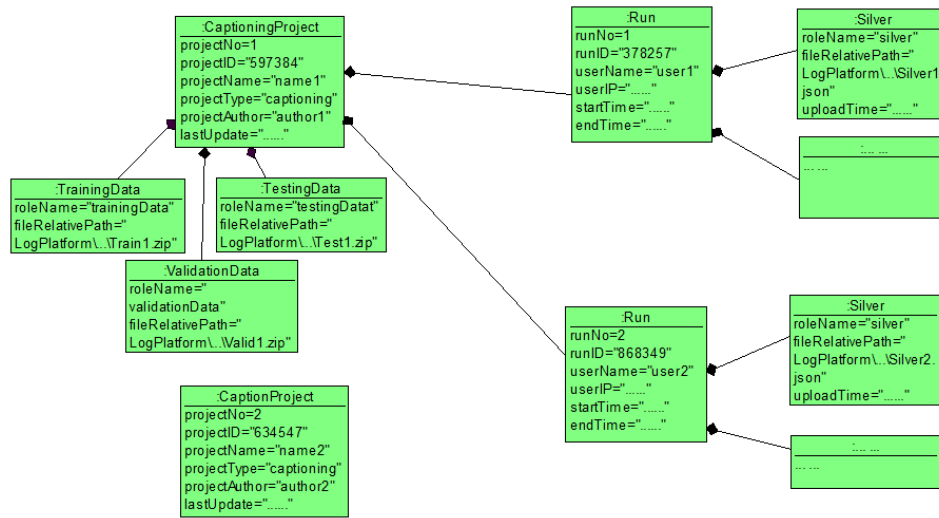 :CaptioningProject
projectNo=1
projectID="597384"
projectName="name1"
projectType="captioning"
projectAuthor="author1"
lastUpdate="......"
:Run
runNo=1
runID="378257"
userName="user1"
userIP="......"
startTime="......"
endTime="......"
:Silver
roleName="silver"
fileRelativePath="
LogPlatform\..\Silver1
json"
uploadTime="......"
:.... ...
... ...
:TrainingData
roleName="trainingData"
fileRelativePath="
LogPlatform\..\Train1.zip"
:TestingData
roleName="testingDatat"
fileRelativePath="
LogPlatform\..\Test1.zip"
:ValidationData
roleName="
validationData"
fileRelativePath="
LogPlatform\..\Valid1.zip"
:Run
runNo=2
runID="868349"
userName="user2"
userIP="......"
startTime="......"
endTime="......"
:Silver
roleName="silver"
fileRelativePath="
LogPlatform\..\Silver2.
json"
uploadTime="......"
:.... ...
... ...
:CaptionProject
projectNo=2
projectID="634547"
projectName="name2"
projectType="captioning"
projectAuthor="author2"
lastUpdate="......"